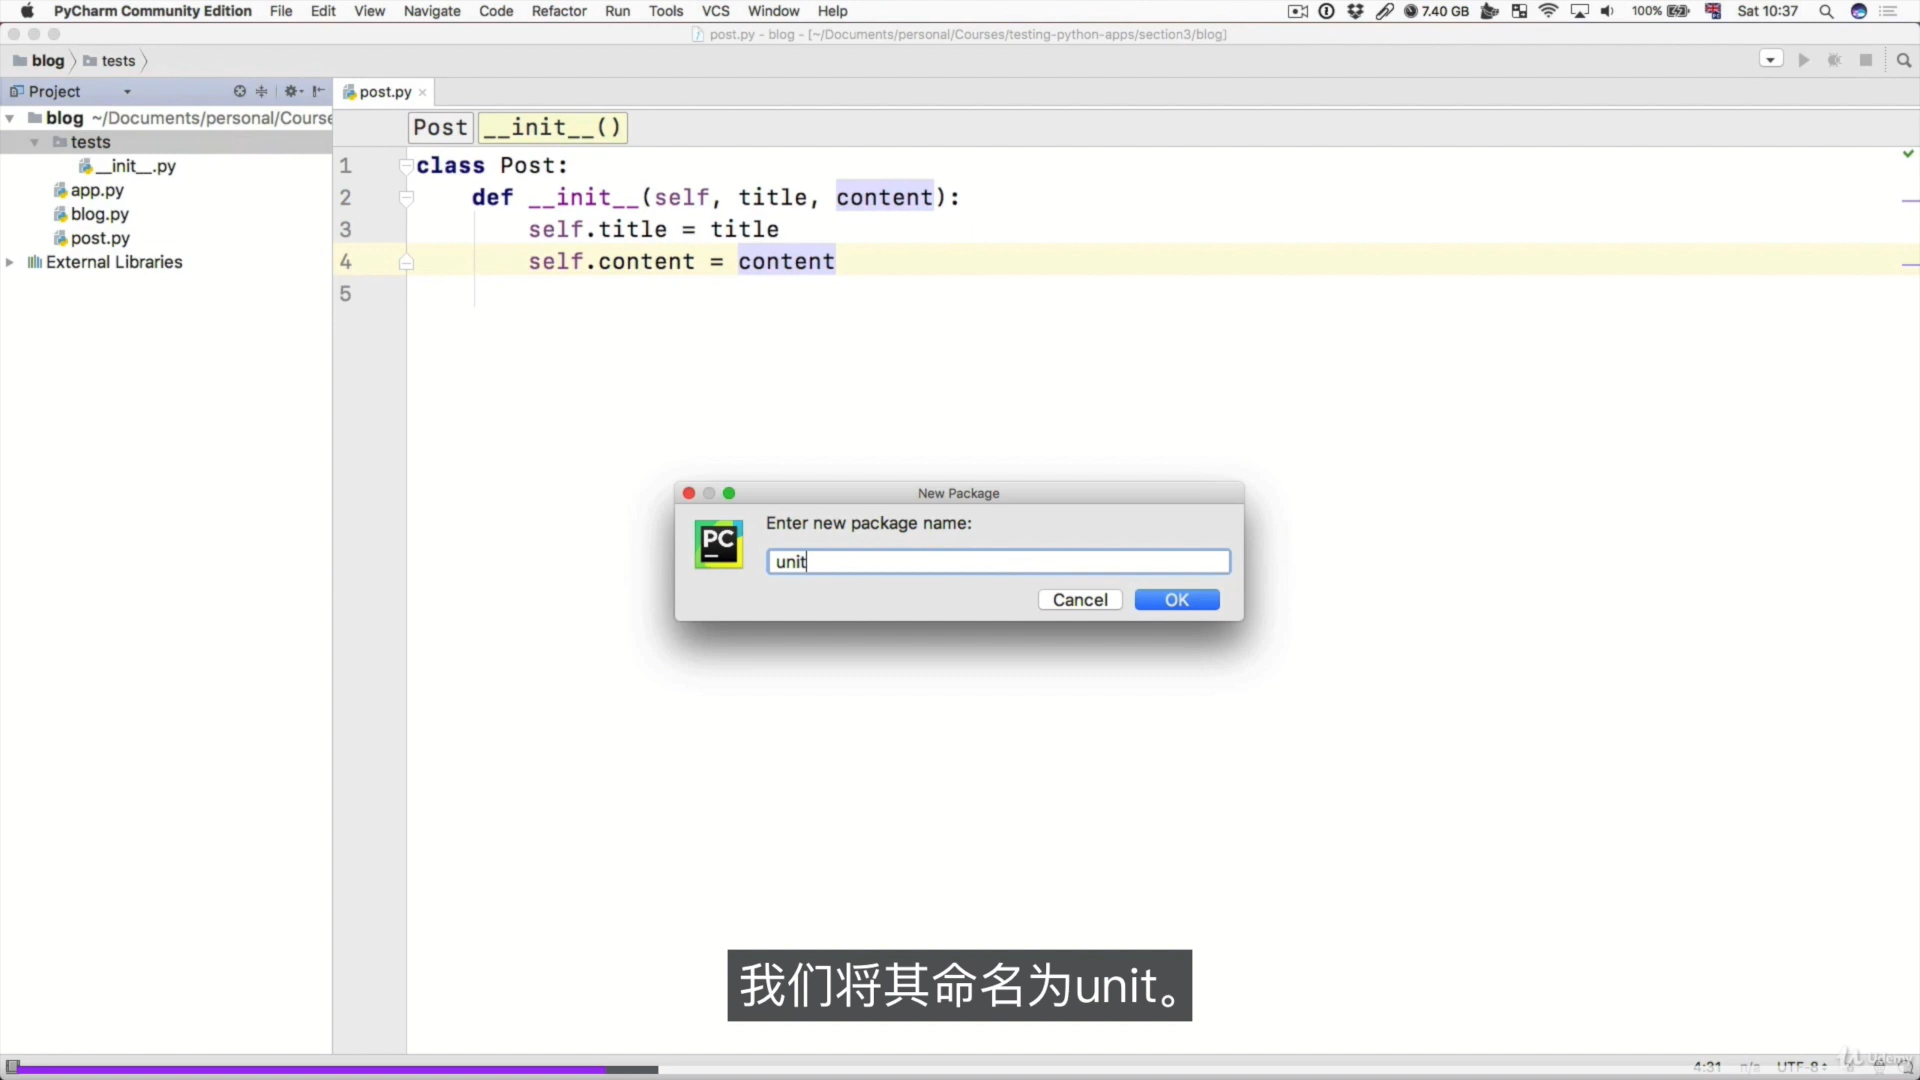 PyCharm Community Edition File Edit View Navigate Code Refactor Run Tools VCS Window Help 7.40 GB 100% Sat 10:37
post.py - blog - [~/Documents/personal/Courses/testing-python-apps/section3/blog]
blog tests
Project
post.py
blog ~/Documents/personal/Course
tests
__init__.py
app.py
blog.py
post.py
External Libraries
Post __init__()
1 class Post:
2 def __init__(self, title, content):
3 self.title = title
4 self.content = content
5
New Package
PC
Enter new package name:
unit
Cancel OK
我们将其命名为unit。
4:31 n/a UTF-8
Udemy